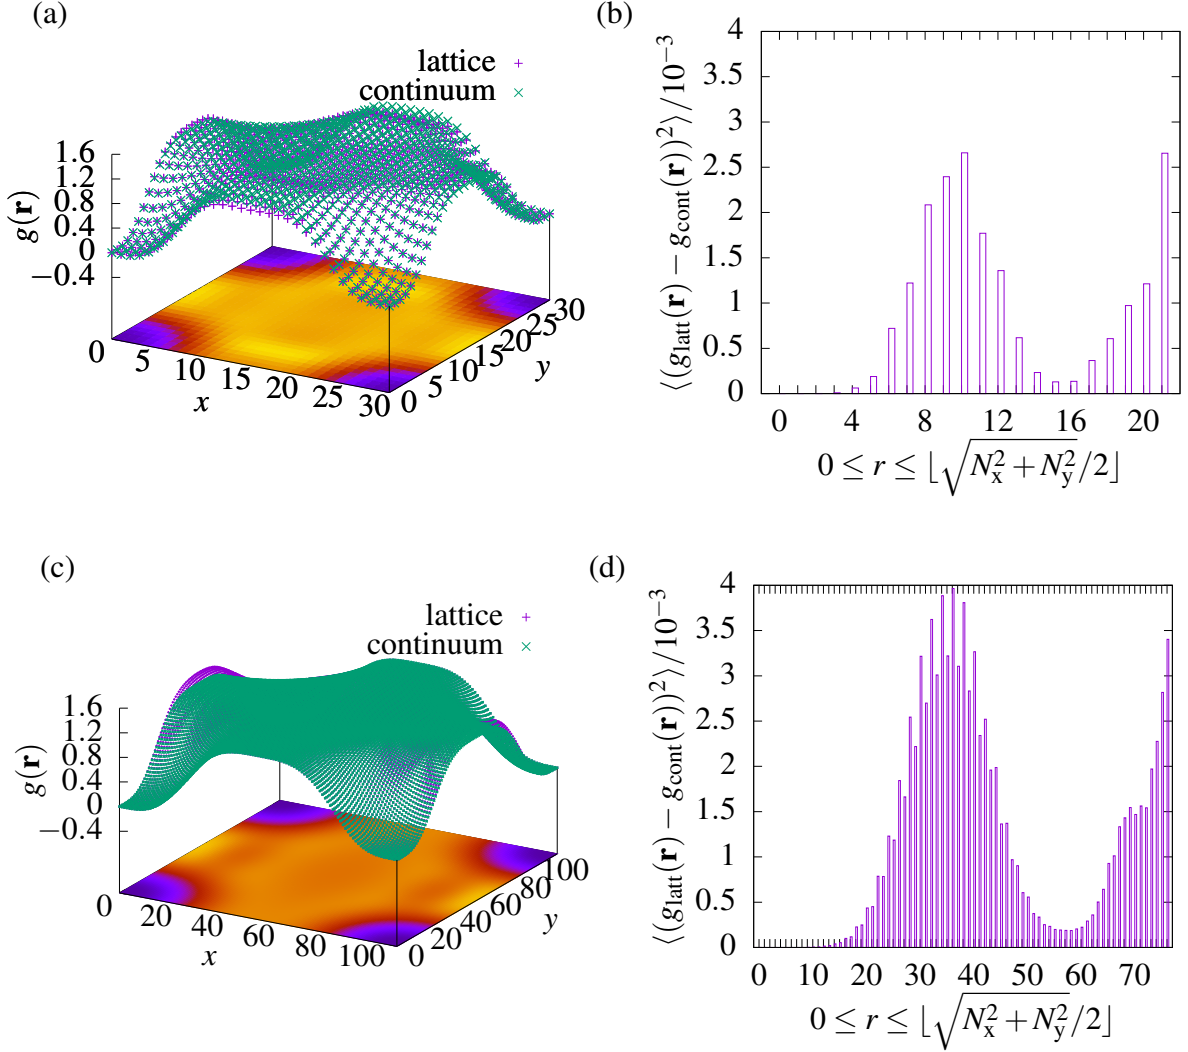 (a)
lattice +
continuum ×
1.6
1.2
0.8
0.4
0
−0.4
g(r)
0 5 10 15 20 25 30
x
0 5 10 15 20 25 30
y
(b)
4
3.5
3
2.5
2
1.5
1
0.5
0
⟨(g_latt(r) − g_cont(r))²⟩/10⁻³
0 4 8 12 16 20
0 ≤ r ≤ ⌊√(N_x² + N_y²)/2⌋
(c)
lattice +
continuum ×
1.6
1.2
0.8
0.4
0
−0.4
g(r)
0 20 40 60 80 100
x
0 20 40 60 80 100
y
(d)
4
3.5
3
2.5
2
1.5
1
0.5
0
⟨(g_latt(r) − g_cont(r))²⟩/10⁻³
0 10 20 30 40 50 60 70
0 ≤ r ≤ ⌊√(N_x² + N_y²)/2⌋